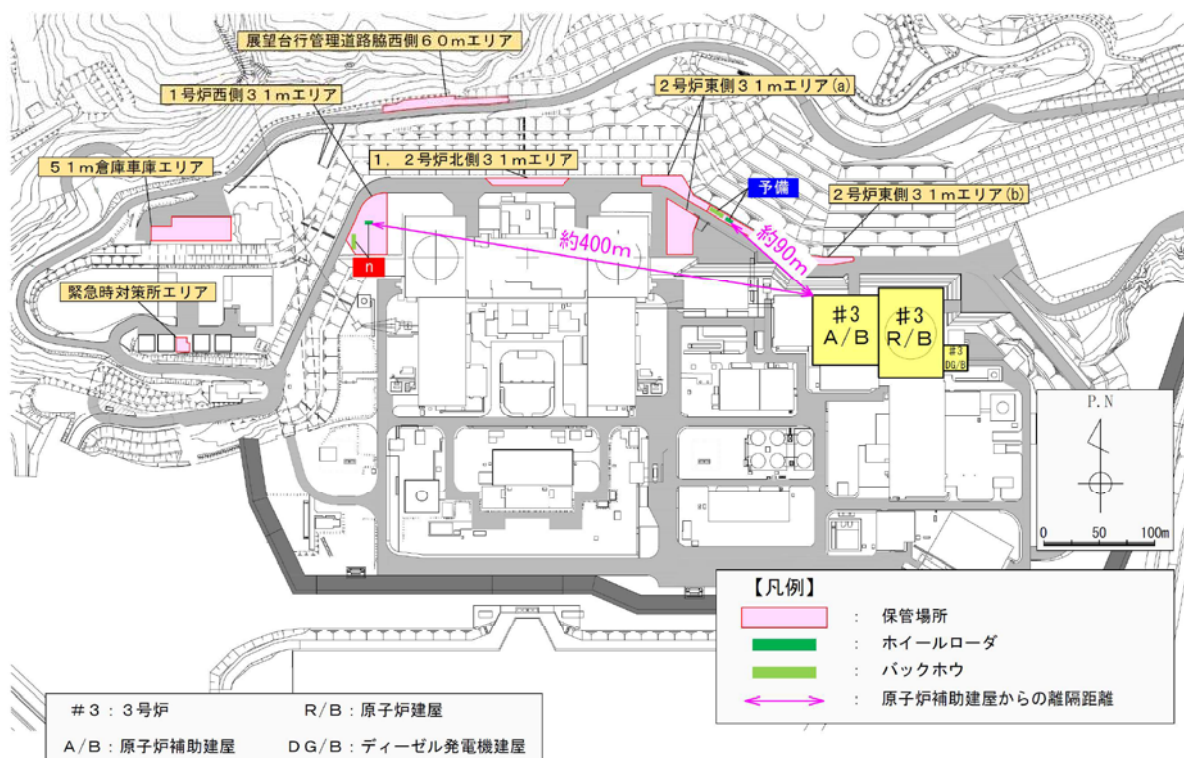 展望台行管理道路脇西側60mエリア
1号炉西側31mエリア
2号炉東側31mエリア(a)
51m倉庫車庫エリア
1,2号炉北側31mエリア
予備
2号炉東側31mエリア(b)
約400m
約90m
n
緊急時対策所エリア
#3
A/B
#3
R/B
#3
DG/B
P.N
0 50 100m
【凡例】
: 保管場所
: ホイールローダ
: バックホウ
: 原子炉補助建屋からの離隔距離
#3:3号炉 R/B:原子炉建屋
A/B:原子炉補助建屋 DG/B:ディーゼル発電機建屋